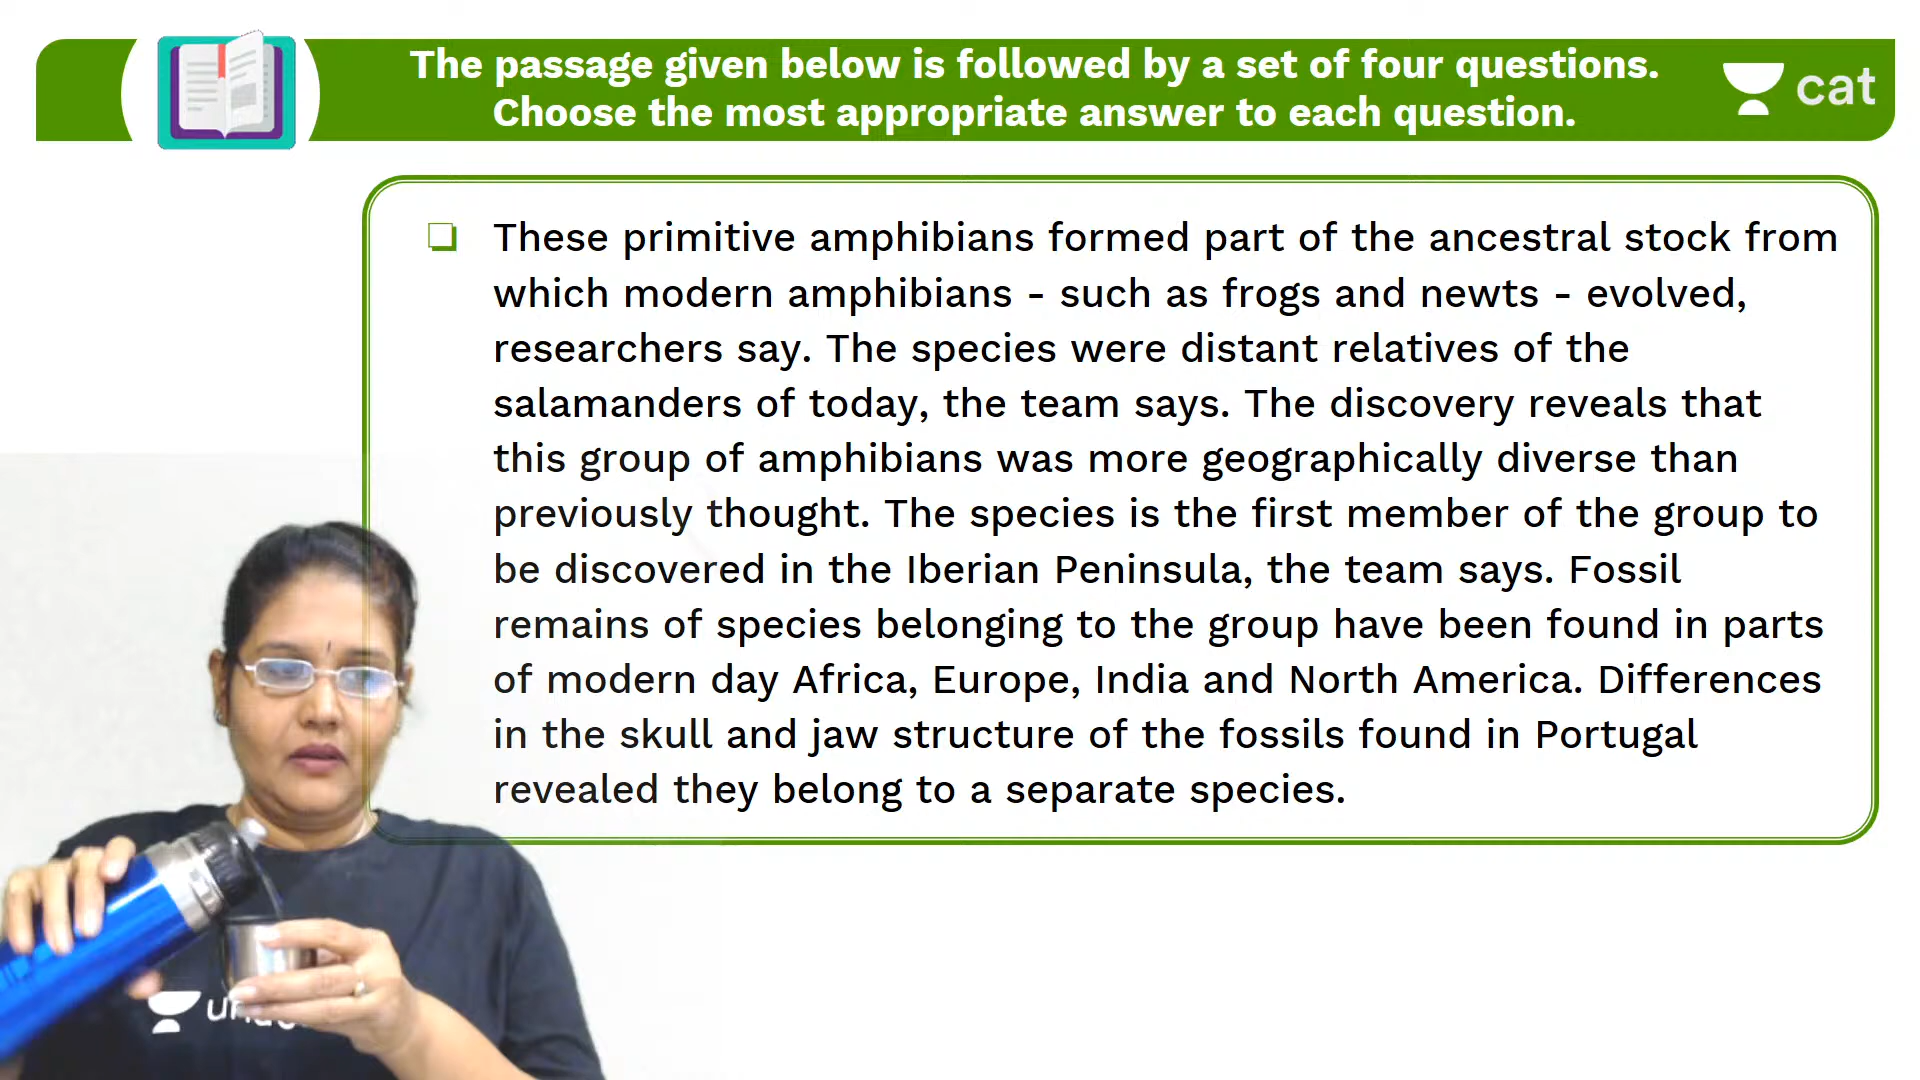 The passage given below is followed by a set of four questions.
Choose the most appropriate answer to each question.
cat
These primitive amphibians formed part of the ancestral stock from
which modern amphibians - such as frogs and newts - evolved,
researchers say. The species were distant relatives of the
salamanders of today, the team says. The discovery reveals that
this group of amphibians was more geographically diverse than
previously thought. The species is the first member of the group to
be discovered in the Iberian Peninsula, the team says. Fossil
remains of species belonging to the group have been found in parts
of modern day Africa, Europe, India and North America. Differences
in the skull and jaw structure of the fossils found in Portugal
revealed they belong to a separate species.